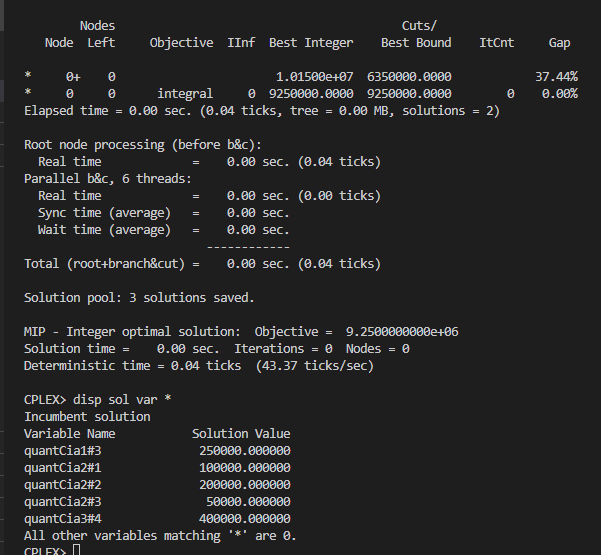 Nodes Cuts/
Node Left Objective IInf Best Integer Best Bound ItCnt Gap
* 0+ 0 1.01500e+07 6350000.0000 37.44%
* 0 0 integral 0 9250000.0000 9250000.0000 0 0.00%
Elapsed time = 0.00 sec. (0.04 ticks, tree = 0.00 MB, solutions = 2)
Root node processing (before b&c):
Real time = 0.00 sec. (0.04 ticks)
Parallel b&c, 6 threads:
Real time = 0.00 sec. (0.00 ticks)
Sync time (average) = 0.00 sec.
Wait time (average) = 0.00 sec.
------------
Total (root+branch&cut) = 0.00 sec. (0.04 ticks)
Solution pool: 3 solutions saved.
MIP - Integer optimal solution: Objective = 9.2500000000e+06
Solution time = 0.00 sec. Iterations = 0 Nodes = 0
Deterministic time = 0.04 ticks (43.37 ticks/sec)
CPLEX> disp sol var *
Incumbent solution
Variable Name Solution Value
quantCia1#3 250000.000000
quantCia2#1 100000.000000
quantCia2#2 200000.000000
quantCia2#3 50000.000000
quantCia3#4 400000.000000
All other variables matching '*' are 0.
CPLEX>